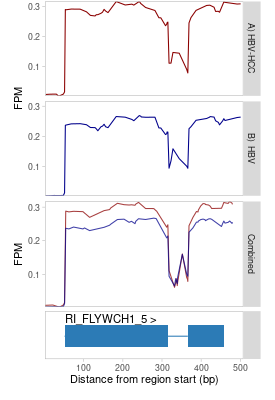 0.3
0.2
0.1
FPM
A) HBV-HCC
0.3
0.2
0.1
B) HBV
0.3
0.2
0.1
FPM
Combined
RI_FLYWCH1_5 >
100 200 300 400 500
Distance from region start (bp)